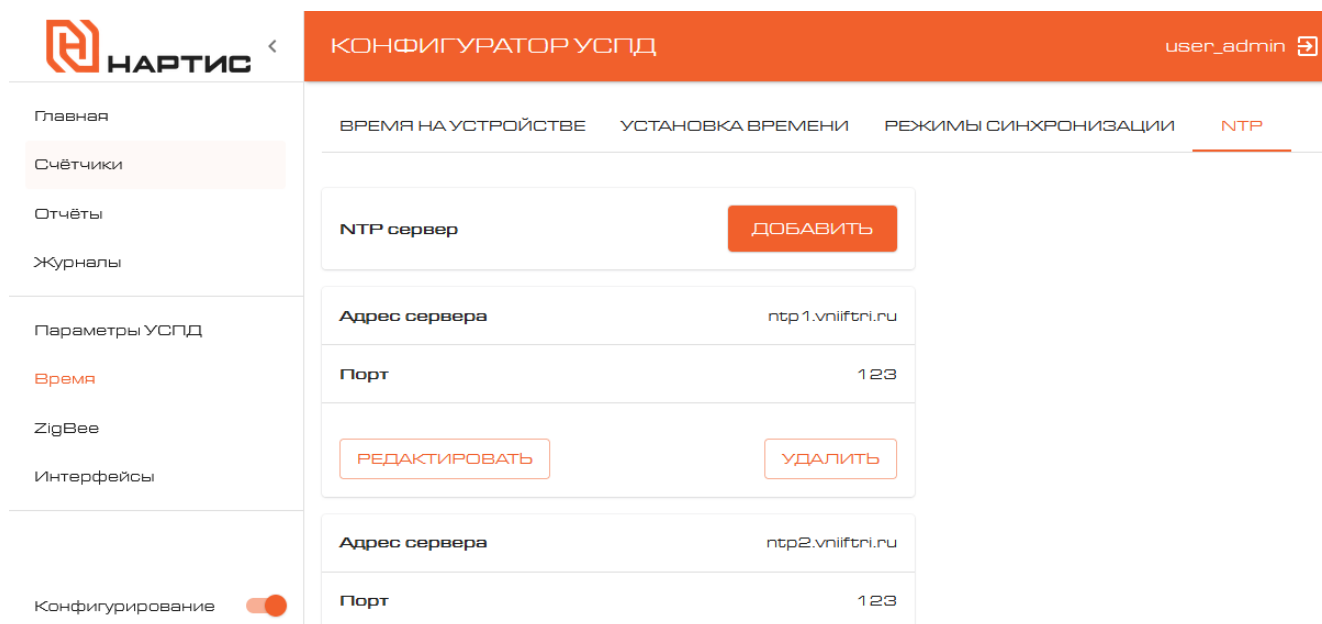 НАРТИС
КОНФИГУРАТОР УСПД
user_admin
Главная
Счётчики
Отчёты
Журналы
Параметры УСПД
Время
ZigBee
Интерфейсы
Конфигурирование
ВРЕМЯ НА УСТРОЙСТВЕ УСТАНОВКА ВРЕМЕНИ РЕЖИМЫ СИНХРОНИЗАЦИИ NTP
NTP сервер ДОБАВИТЬ
Адрес сервера ntp1.vniiftri.ru
Порт 123
РЕДАКТИРОВАТЬ УДАЛИТЬ
Адрес сервера ntp2.vniiftri.ru
Порт 123